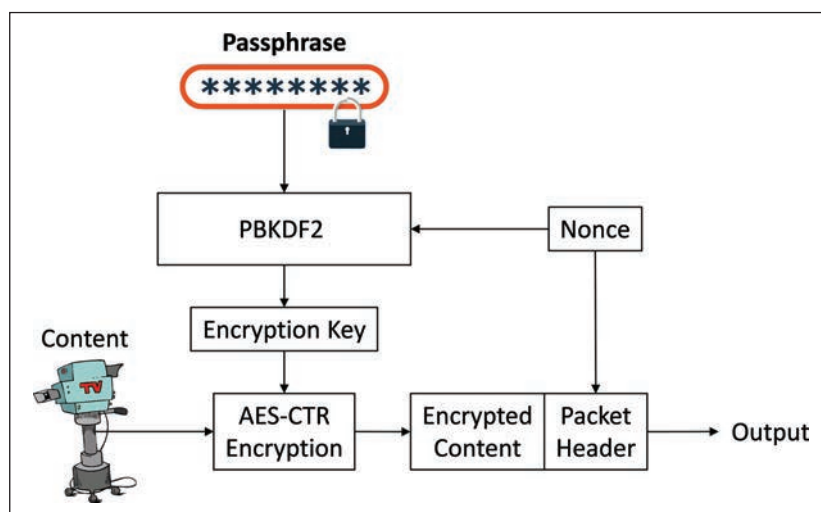 Passphrase
********
PBKDF2
Nonce
Encryption Key
Content
TV
AES-CTR
Encryption
Encrypted
Content
Packet
Header
Output